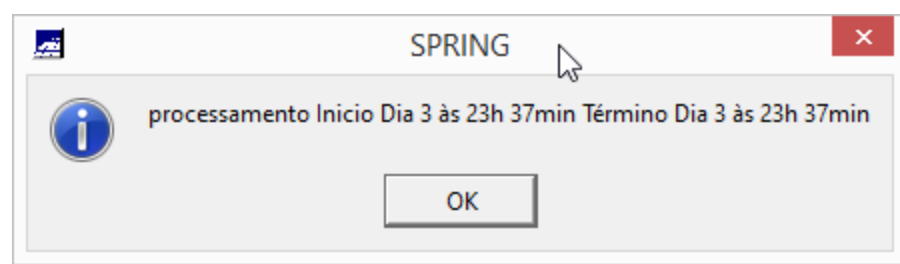 SPRING
processamento Inicio Dia 3 às 23h 37min Término Dia 3 às 23h 37min
OK